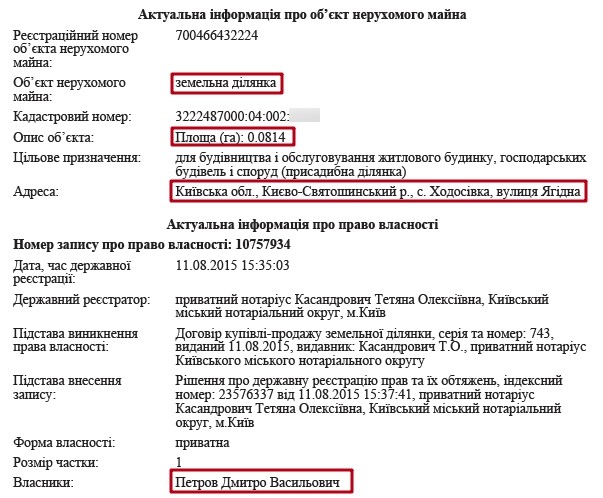 Актуальна інформація про об’єкт нерухомого майна
Реєстраційний номер 700466432224
об’єкта нерухомого
майна:
Об’єкт нерухомого земельна ділянка
майна:
Кадастровий номер: 3222487000:04:002:
Опис об’єкта: Площа (га): 0.0814
Цільове призначення: для будівництва і обслуговування житлового будинку, господарських
будівель і споруд (присадибна ділянка)
Адреса: Київська обл., Києво-Святошинський р., с. Ходосівка, вулиця Ягідна
Актуальна інформація про право власності
Номер запису про право власності: 10757934
Дата, час державної 11.08.2015 15:35:03
реєстрації:
Державний реєстратор: приватний нотаріус Касандрович Тетяна Олексіївна, Київський
міський нотаріальний округ, м.Київ
Підстава виникнення Договір купівлі-продажу земельної ділянки, серія та номер: 743,
права власності: виданий 11.08.2015, видавник: Касандрович Т.О., приватний нотаріус
Київського міського нотаріального округу
Підстава внесення Рішення про державну реєстрацію прав та їх обтяжень, індексний
запису: номер: 23576337 від 11.08.2015 15:37:41, приватний нотаріус
Касандрович Тетяна Олексіївна, Київський міський нотаріальний
округ, м.Київ
Форма власності: приватна
Розмір частки: 1
Власники: Петров Дмитро Васильович